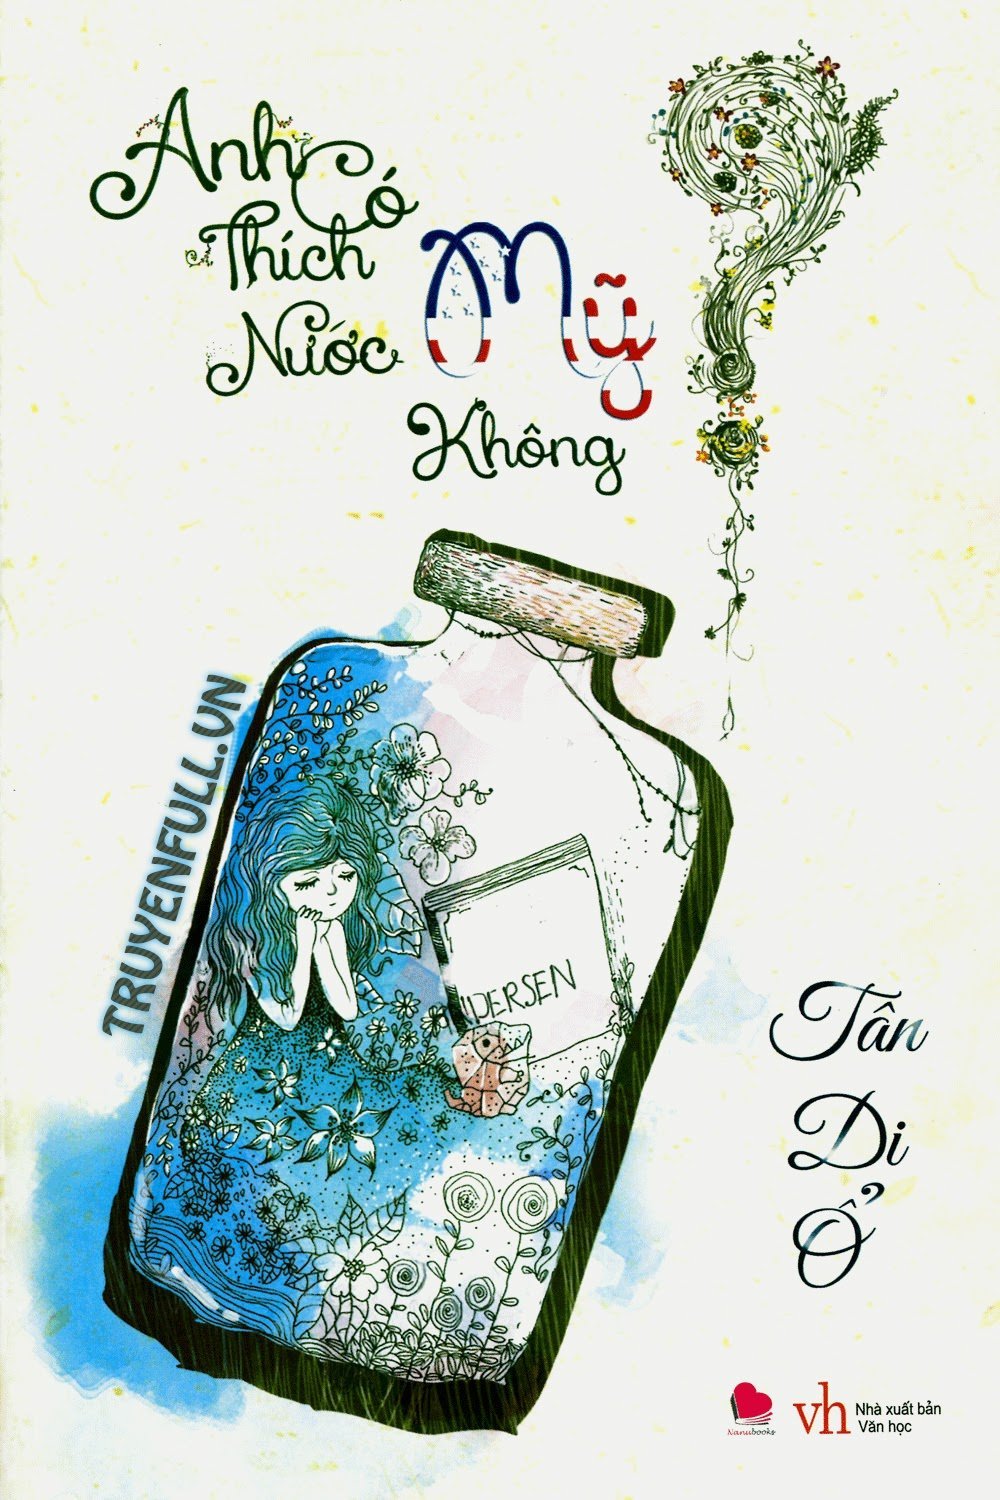 Anh Có
Thích
Nước Mỹ
Không
TRUYENFULL.VN
DERSEN
Tân
Di
Ổ
Nanubooks
vh Nhà xuất bản
Văn học